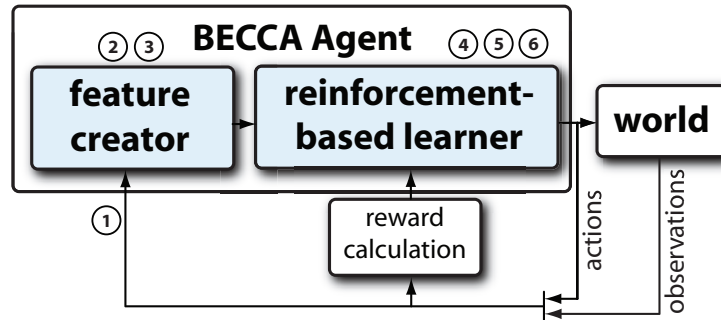 BECCA Agent
② ③
④ ⑤ ⑥
feature
creator
reinforcement-
based learner
world
①
reward
calculation
actions
observations